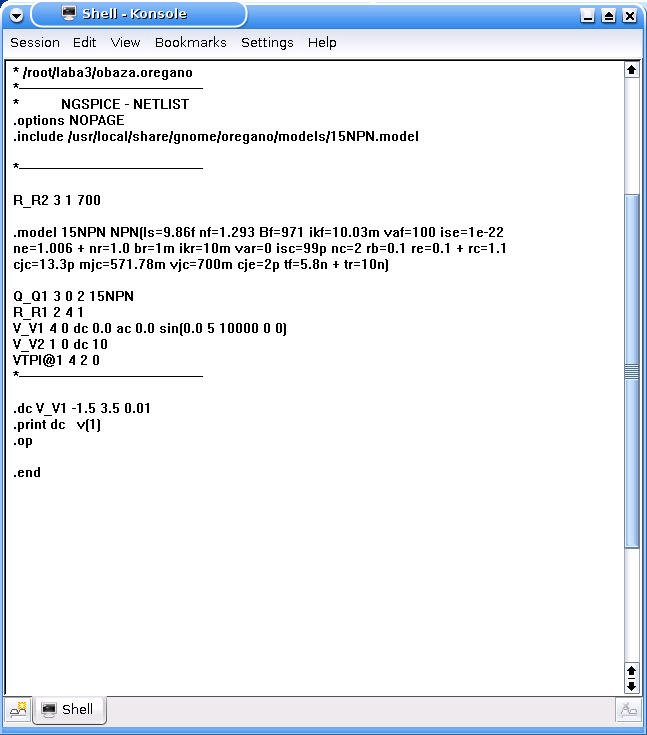 Shell - Konsole
Session Edit View Bookmarks Settings Help
* /root/laba3/obaza.oregano
*----------------------------------------------
* NGSPICE - NETLIST
.options NOPAGE
.include /usr/local/share/gnome/oregano/models/15NPN.model
*----------------------------------------------
R_R2 3 1 700
.model 15NPN NPN(Is=9.86f nf=1.293 Bf=971 ikf=10.03m vaf=100 ise=1e-22
ne=1.006 + nr=1.0 br=1m ikr=10m var=0 isc=99p nc=2 rb=0.1 re=0.1 + rc=1.1
cjc=13.3p mjc=571.78m vjc=700m cje=2p tf=5.8n + tr=10n)
Q_Q1 3 0 2 15NPN
R_R1 2 4 1
V_V1 4 0 dc 0.0 ac 0.0 sin(0.0 5 10000 0 0)
V_V2 1 0 dc 10
VTPI@1 4 2 0
*----------------------------------------------
.dc V_V1 -1.5 3.5 0.01
.print dc v(1)
.op
.end
Shell